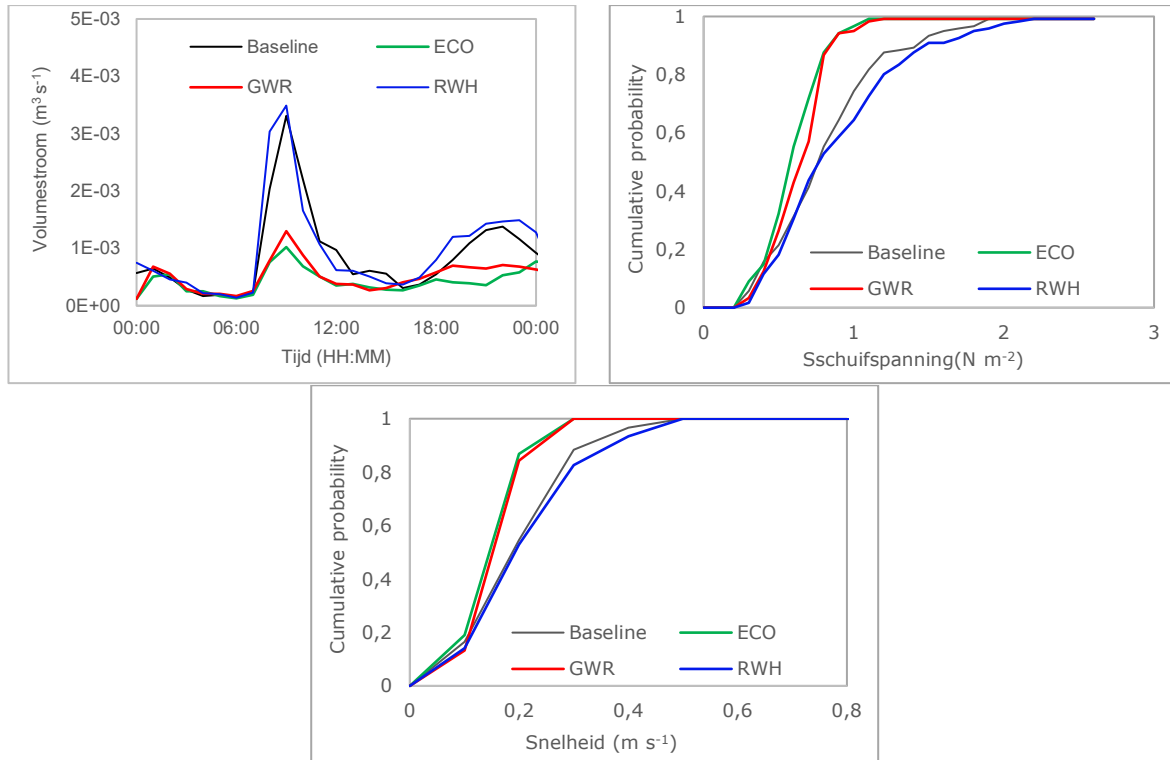 5E-03
4E-03
3E-03
2E-03
1E-03
0E+00
Volumestroom (m³ s⁻¹)
Baseline ECO
GWR RWH
00:00 06:00 12:00 18:00 00:00
Tijd (HH:MM)
1
0,8
0,6
0,4
0,2
0
Cumulative probability
Baseline ECO
GWR RWH
0 1 2 3
Sschuifspanning(N m⁻²)
1
0,8
0,6
0,4
0,2
0
Cumulative probability
Baseline ECO
GWR RWH
0 0,2 0,4 0,6 0,8
Snelheid (m s⁻¹)